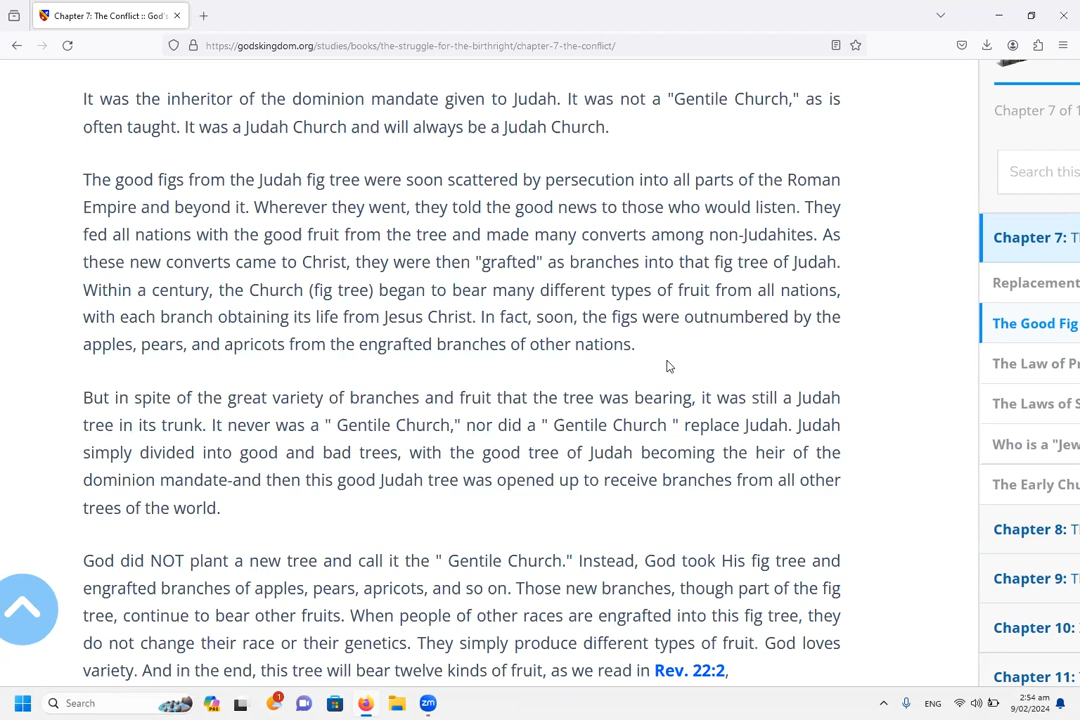 Chapter 7: The Conflict :: God's
https://godskingdom.org/studies/books/the-struggle-for-the-birthright/chapter-7-the-conflict/
It was the inheritor of the dominion mandate given to Judah. It was not a "Gentile Church," as is
often taught. It was a Judah Church and will always be a Judah Church.
The good figs from the Judah fig tree were soon scattered by persecution into all parts of the Roman
Empire and beyond it. Wherever they went, they told the good news to those who would listen. They
fed all nations with the good fruit from the tree and made many converts among non-Judahites. As
these new converts came to Christ, they were then "grafted" as branches into that fig tree of Judah.
Within a century, the Church (fig tree) began to bear many different types of fruit from all nations,
with each branch obtaining its life from Jesus Christ. In fact, soon, the figs were outnumbered by the
apples, pears, and apricots from the engrafted branches of other nations.
But in spite of the great variety of branches and fruit that the tree was bearing, it was still a Judah
tree in its trunk. It never was a " Gentile Church," nor did a " Gentile Church " replace Judah. Judah
simply divided into good and bad trees, with the good tree of Judah becoming the heir of the
dominion mandate-and then this good Judah tree was opened up to receive branches from all other
trees of the world.
God did NOT plant a new tree and call it the " Gentile Church." Instead, God took His fig tree and
engrafted branches of apples, pears, apricots, and so on. Those new branches, though part of the fig
tree, continue to bear other fruits. When people of other races are engrafted into this fig tree, they
do not change their race or their genetics. They simply produce different types of fruit. God loves
variety. And in the end, this tree will bear twelve kinds of fruit, as we read in Rev. 22:2,
Chapter 7 of 1
Search this
Chapter 7: T
Replacement
The Good Fig
The Law of P
The Laws of S
Who is a "Jew
The Early Chu
Chapter 8: T
Chapter 9: T
Chapter 10:
Chapter 11:
Search
1
ENG
2:54 am
9/02/2024